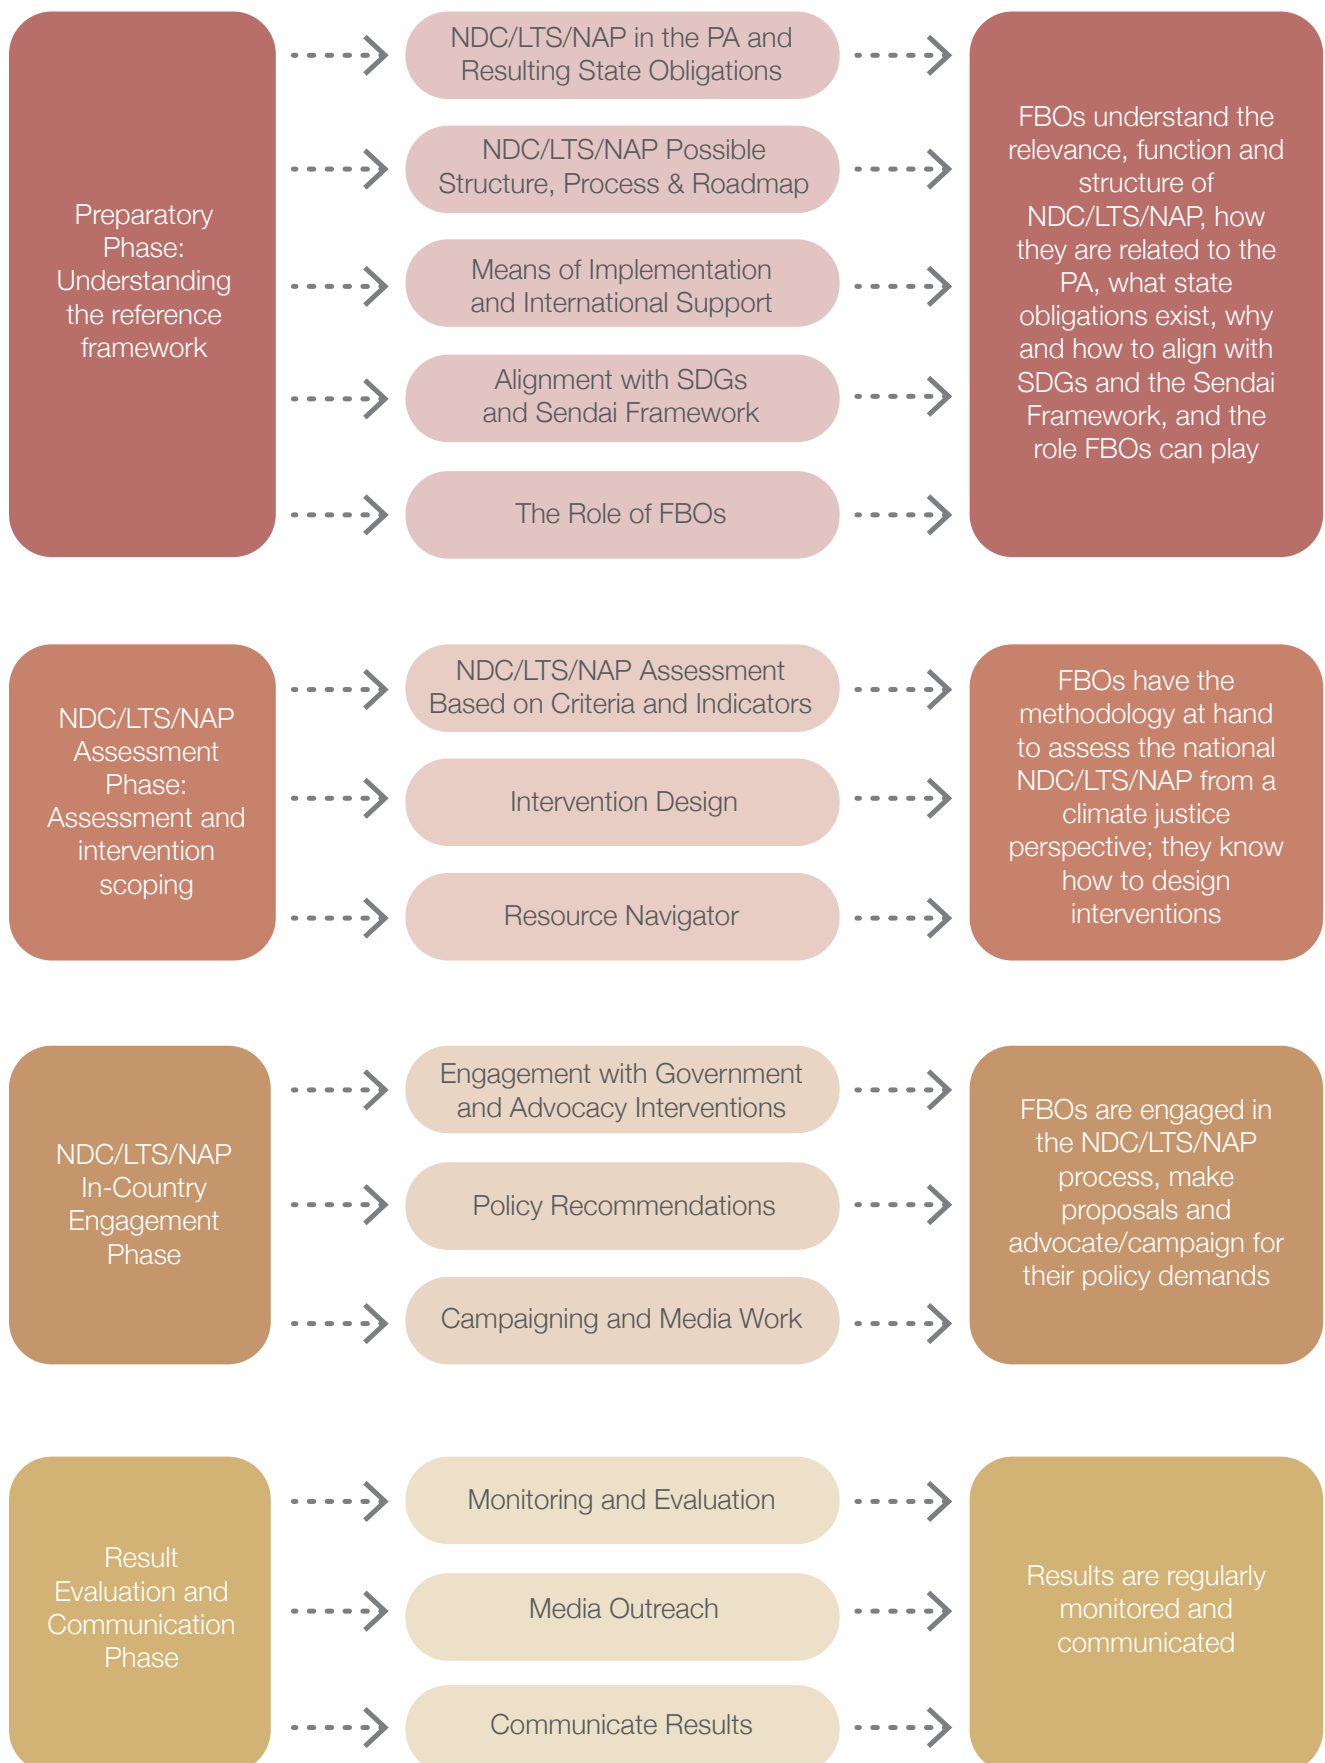 Preparatory
Phase:
Understanding
the reference
framework
NDC/LTS/NAP in the PA and
Resulting State Obligations
NDC/LTS/NAP Possible
Structure, Process & Roadmap
Means of Implementation
and International Support
Alignment with SDGs
and Sendai Framework
The Role of FBOs
FBOs understand the
relevance, function and
structure of
NDC/LTS/NAP, how
they are related to the
PA, what state
obligations exist, why
and how to align with
SDGs and the Sendai
Framework, and the
role FBOs can play
NDC/LTS/NAP
Assessment
Phase:
Assessment and
intervention
scoping
NDC/LTS/NAP Assessment
Based on Criteria and Indicators
Intervention Design
Resource Navigator
FBOs have the
methodology at hand
to assess the national
NDC/LTS/NAP from a
climate justice
perspective; they know
how to design
interventions
NDC/LTS/NAP
In-Country
Engagement
Phase
Engagement with Government
and Advocacy Interventions
Policy Recommendations
Campaigning and Media Work
FBOs are engaged in
the NDC/LTS/NAP
process, make
proposals and
advocate/campaign for
their policy demands
Result
Evaluation and
Communication
Phase
Monitoring and Evaluation
Media Outreach
Communicate Results
Results are regularly
monitored and
communicated